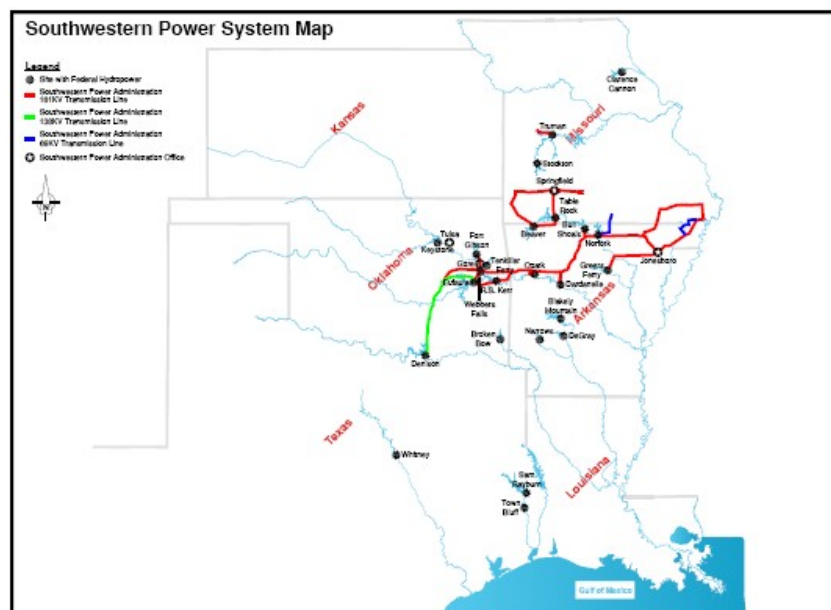 Southwestern Power System Map
Legend
Site with Federal Hydropower
Southwestern Power Administration
161KV Transmission Line
Southwestern Power Administration
138KV Transmission Line
Southwestern Power Administration
69KV Transmission Line
Southwestern Power Administration Office
N
Clarence
Cannon
Kansas
Missouri
Truman
Stockton
Springfield
Table
Rock
Beaver
Bull
Shoals
Norfork
Tulsa
Keystone
Fort
Gibson
Gore
Tenkiller
Ferry
Oklahoma
Eufaula
R.S. Kerr
Webbers
Falls
Ozark
Dardanelle
Greers
Ferry
Jonesboro
Arkansas
Blakely
Mountain
Broken
Bow
Narrows
DeGray
Denison
Texas
Whitney
Louisiana
Sam
Rayburn
Town
Bluff
Gulf of Mexico